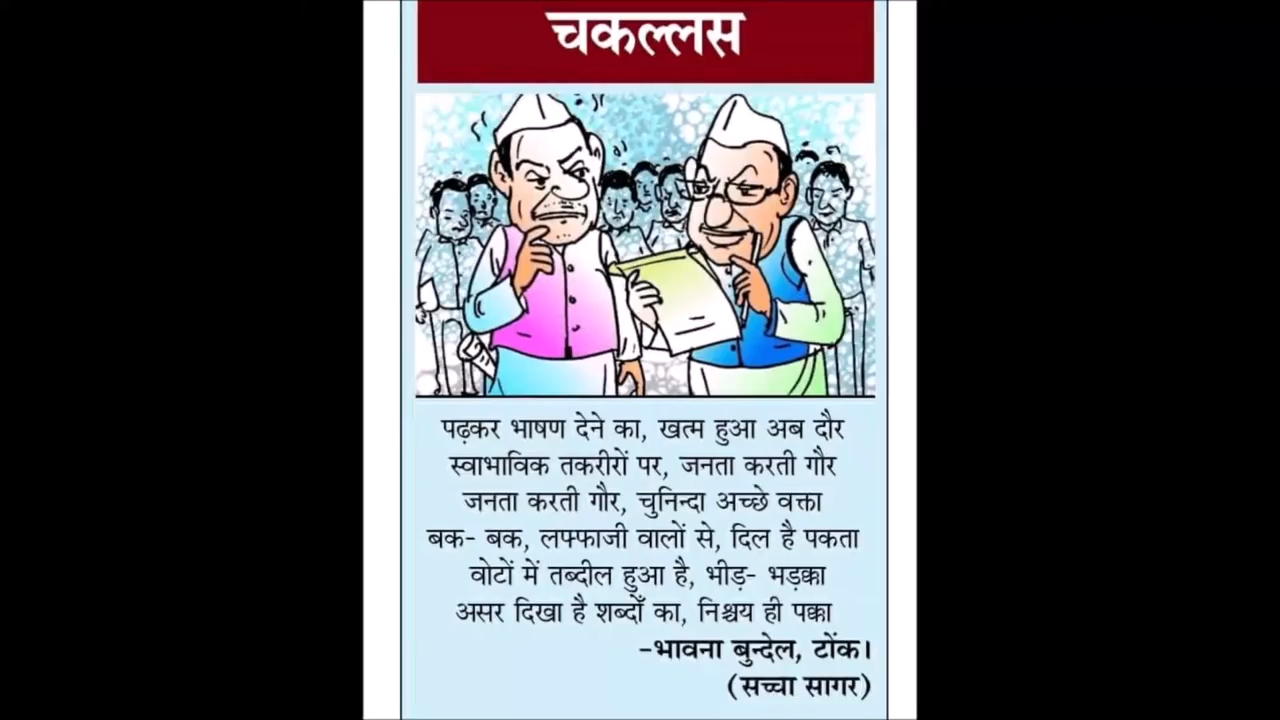 चकल्लस
पढ़कर भाषण देने का, खत्म हुआ अब दौर
स्वाभाविक तकरीरों पर, जनता करती गौर
जनता करती गौर, चुनिन्दा अच्छे वक्ता
बक- बक, लफ्फाजी वालों से, दिल है पकता
वोटों में तब्दील हुआ है, भीड़- भड़क्का
असर दिखा है शब्दों का, निश्चय ही पक्का
-भावना बुन्देल, टोंक।
(सच्चा सागर)